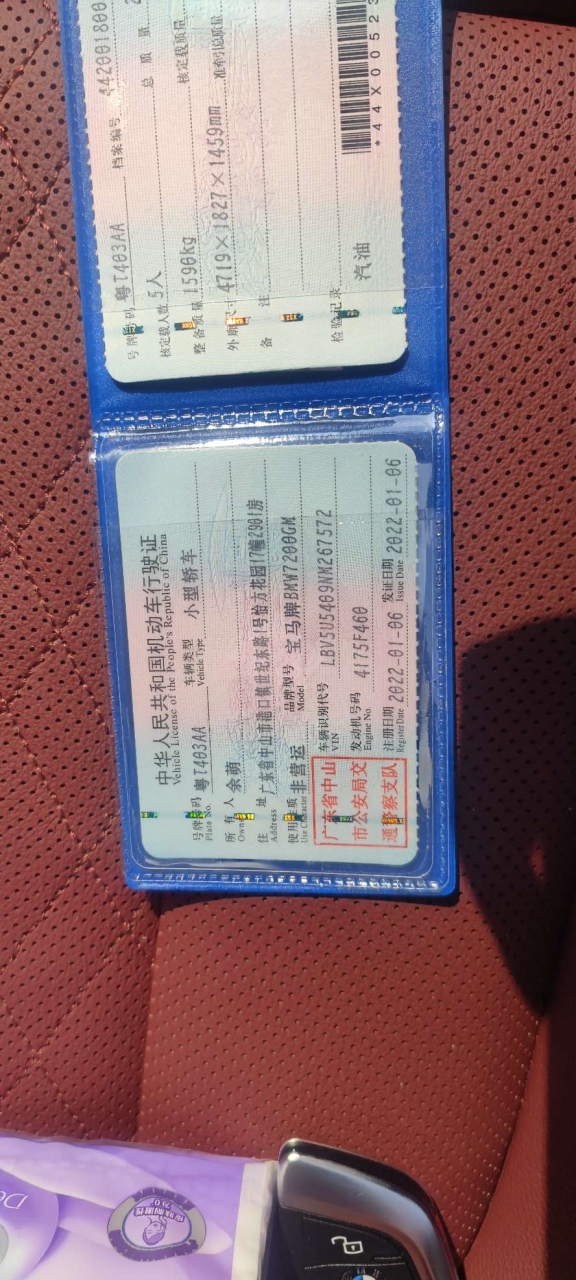 中华人民共和国机动车行驶证
Vehicle License of the People's Republic of China
号牌号码 粤T403AA 车辆类型 小型轿车
Plate No. Vehicle Type
所有人 余萌
Owner
住址 广东省中山市港口镇世纪东路1号怡方花园17幢2901房
Address
使用性质 非营运 品牌型号 宝马牌BMW7200GM
Use Character Model
广东省中山
市公安局交
通警察支队
车辆识别代号 LBV5U5409NM267572
VIN
发动机号码 4175F460
Engine No.
注册日期 2022-01-06 发证日期 2022-01-06
Register Date Issue Date
号牌号码 粤T403AA 档案编号 442001800
核定载人数 5人 总质量
整备质量 1590kg 核定载质量
外廓尺寸 4719×1827×1459mm 准牵引总质量
备注
检验记录 汽油
*44X00523